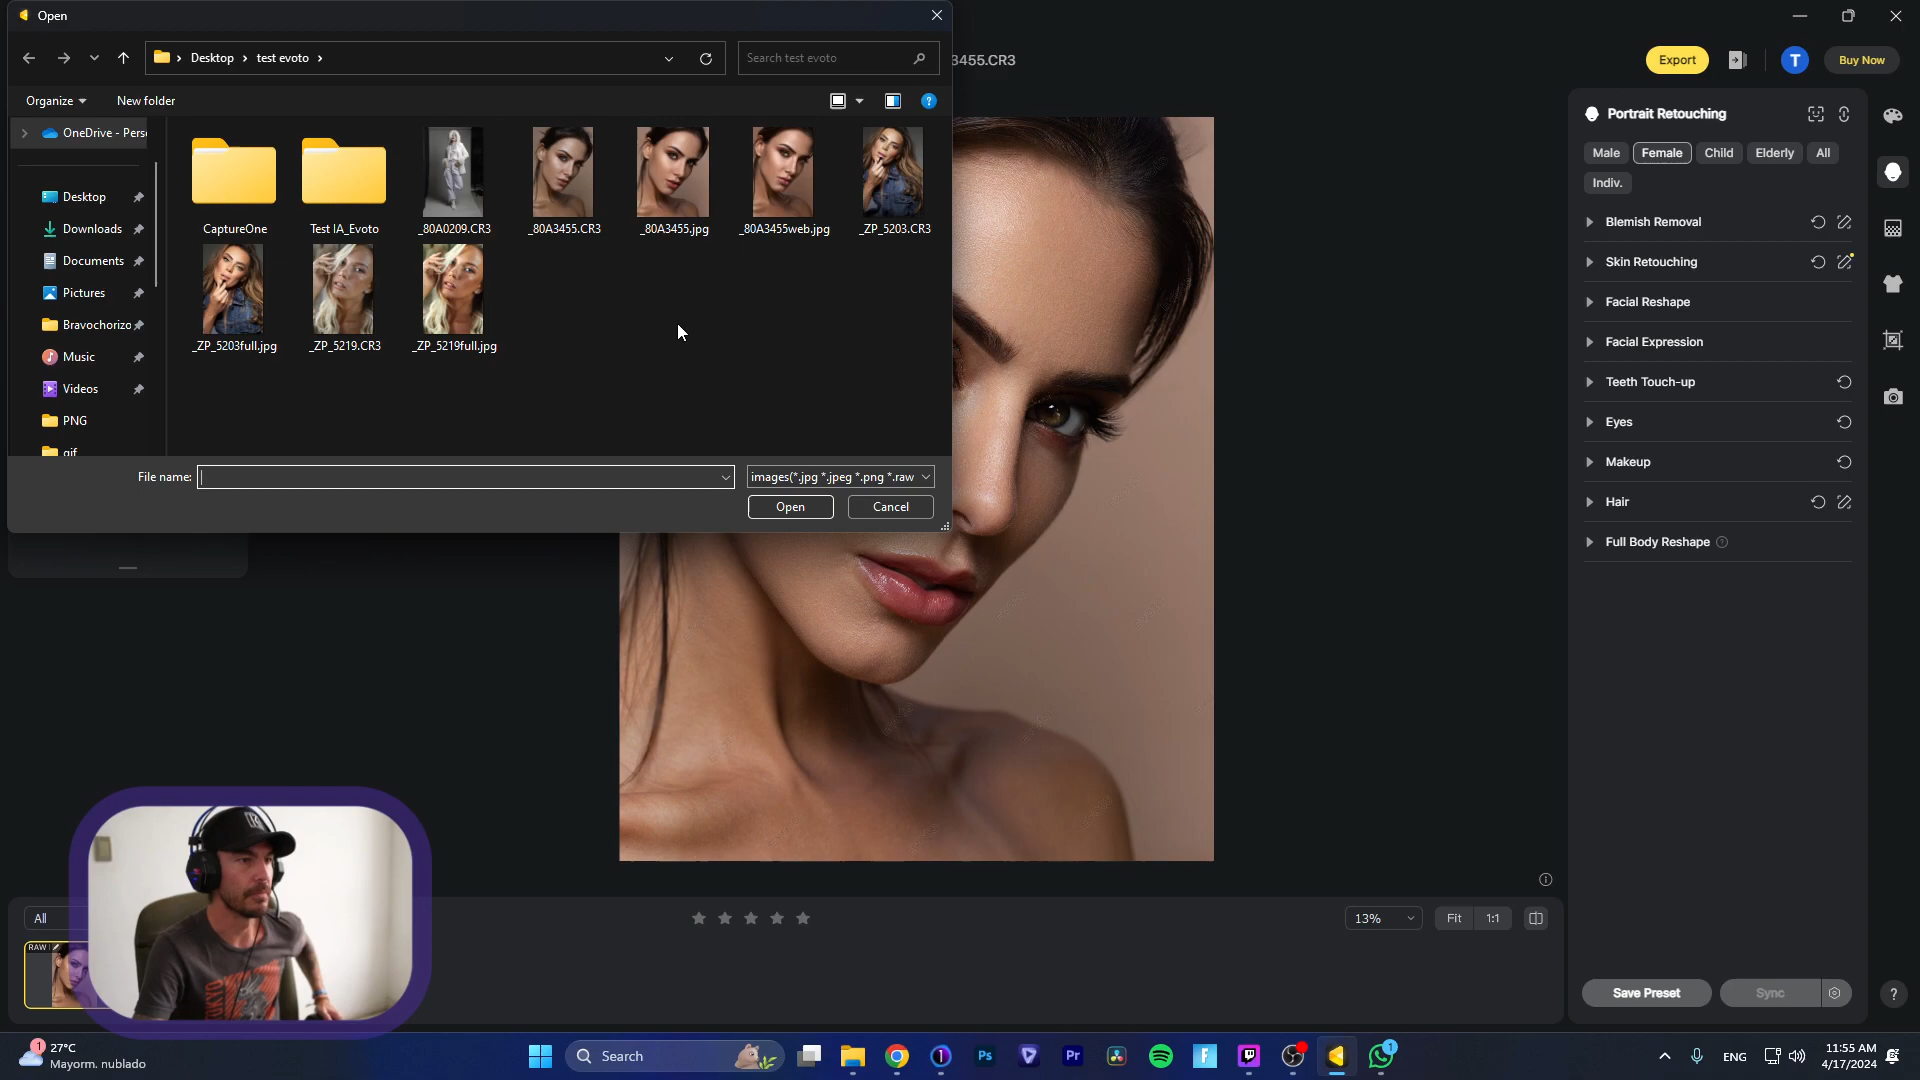 Open
Desktop
test evoto
Search test evoto
3455.CR3
Export
T
Buy Now
Organize
New folder
OneDrive - Pers
Desktop
Downloads
Documents
Pictures
Bravochorizo
Music
Videos
PNG
gif
CaptureOne
Test IA_Evoto
_80A0209.CR3
_80A3455.CR3
_80A3455.jpg
_80A3455web.jpg
_ZP_5203.CR3
_ZP_5203full.jpg
_ZP_5219.CR3
_ZP_5219full.jpg
File name:
images(*.jpg *.jpeg *.png *.raw
Open
Cancel
Portrait Retouching
Male
Female
Child
Elderly
All
Indiv.
Blemish Removal
Skin Retouching
Facial Reshape
Facial Expression
Teeth Touch-up
Eyes
Makeup
Hair
Full Body Reshape
All
RAW
13%
Fit
1:1
Save Preset
Sync
1
27°C
Mayorm. nublado
Search
Ps
Pr
1
ENG
11:55 AM
4/17/2024